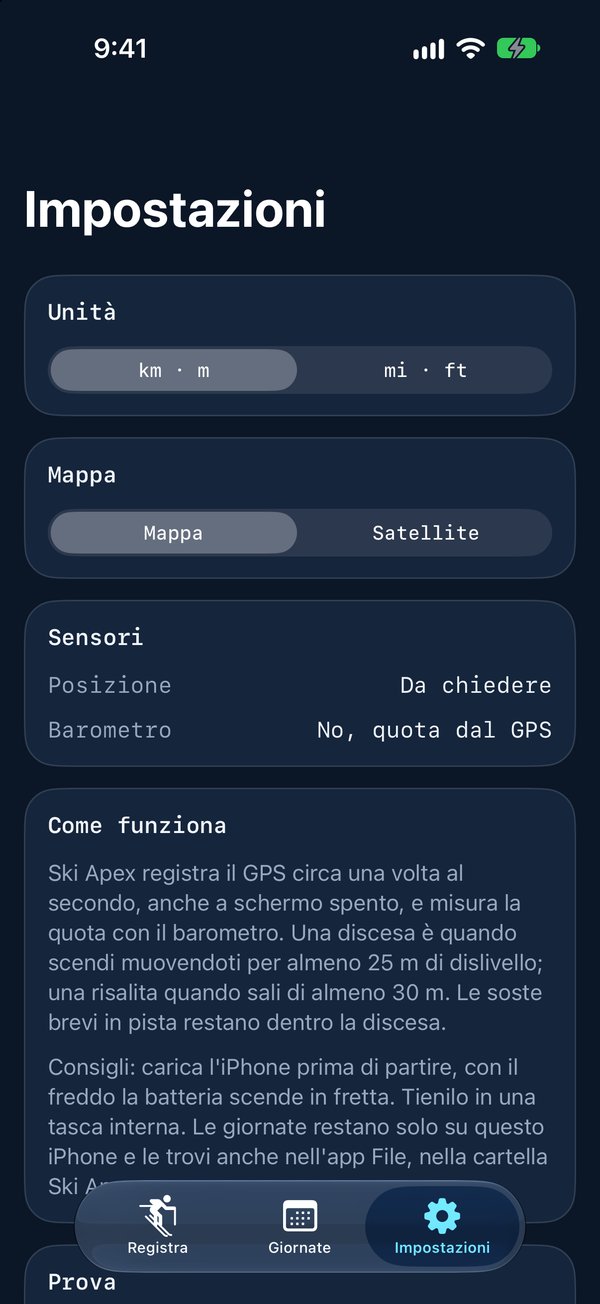 9:41
Impostazioni
Unità
km · m
mi · ft
Mappa
Mappa
Satellite
Sensori
Posizione
Da chiedere
Barometro
No, quota dal GPS
Come funziona
Ski Apex registra il GPS circa una volta al
secondo, anche a schermo spento, e misura la
quota con il barometro. Una discesa è quando
scendi muovendoti per almeno 25 m di dislivello;
una risalita quando sali di almeno 30 m. Le soste
brevi in pista restano dentro la discesa.
Consigli: carica l'iPhone prima di partire, con il
freddo la batteria scende in fretta. Tienilo in una
tasca interna. Le giornate restano solo su questo
iPhone e le trovi anche nell'app File, nella cartella
Ski
Registra
Giornate
Impostazioni
Prova